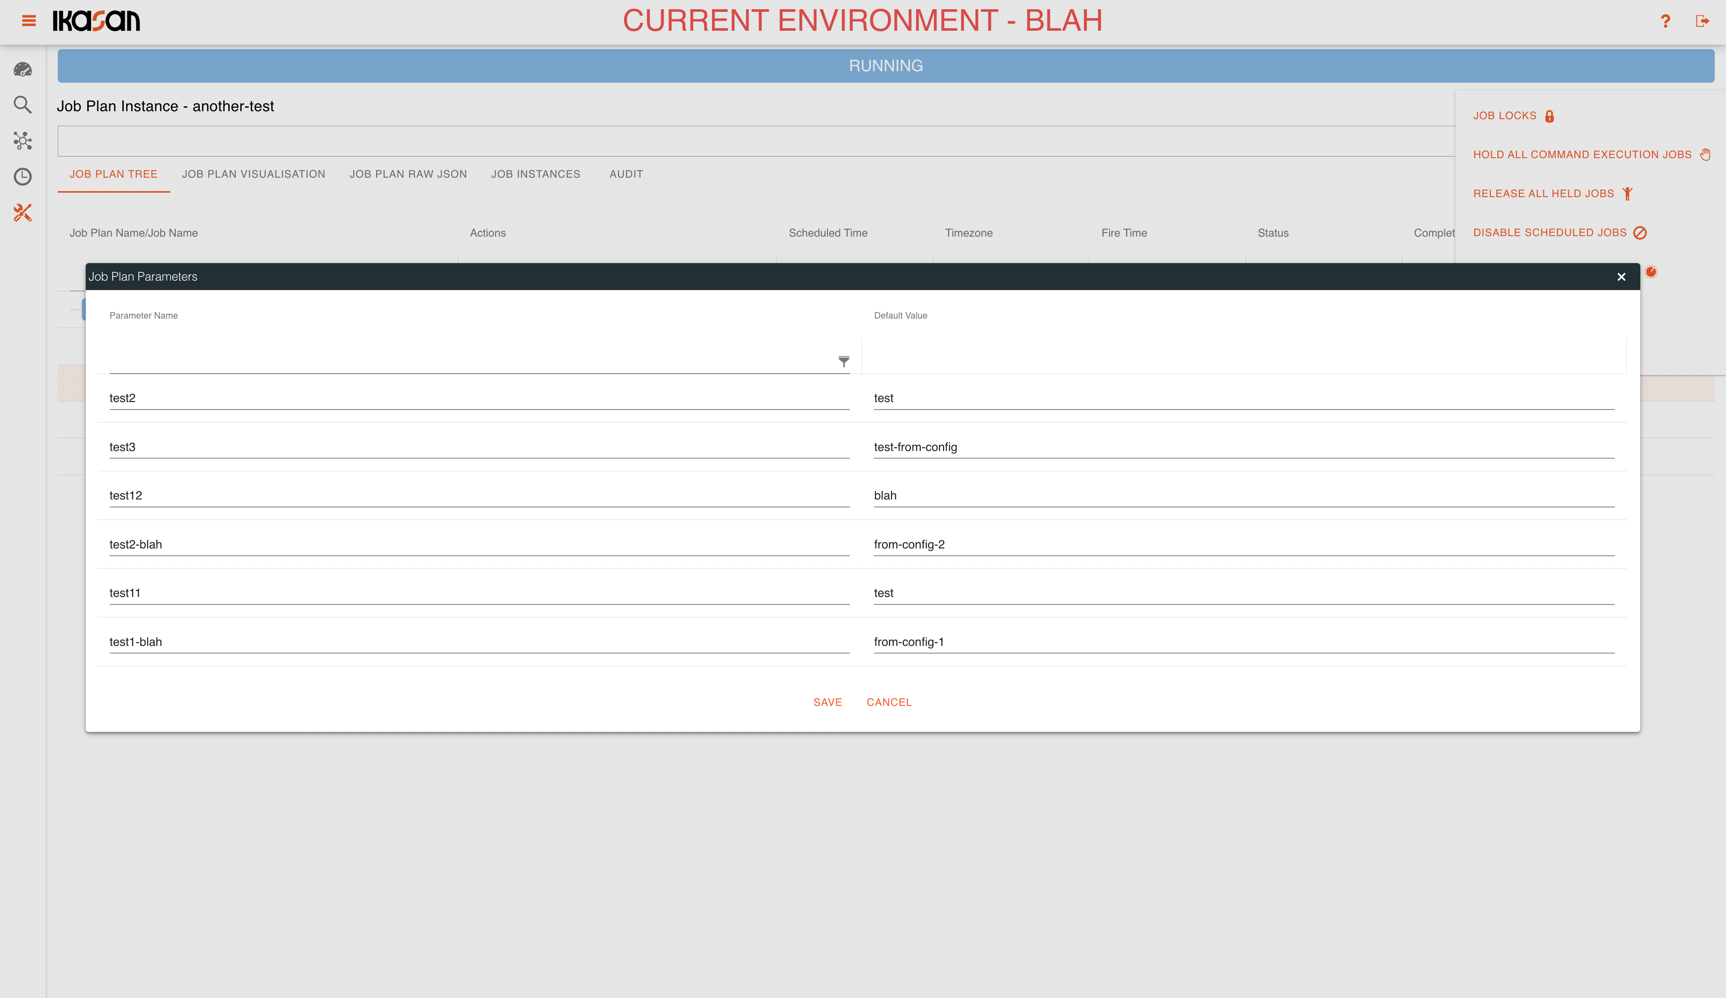 IKASAN
CURRENT ENVIRONMENT - BLAH
?
RUNNING
Job Plan Instance - another-test
JOB LOCKS
HOLD ALL COMMAND EXECUTION JOBS
RELEASE ALL HELD JOBS
DISABLE SCHEDULED JOBS
JOB PLAN TREE JOB PLAN VISUALISATION JOB PLAN RAW JSON JOB INSTANCES AUDIT
Job Plan Name/Job Name Actions Scheduled Time Timezone Fire Time Status Complet
Job Plan Parameters
Parameter Name Default Value
test2 test
test3 test-from-config
test12 blah
test2-blah from-config-2
test11 test
test1-blah from-config-1
SAVE CANCEL